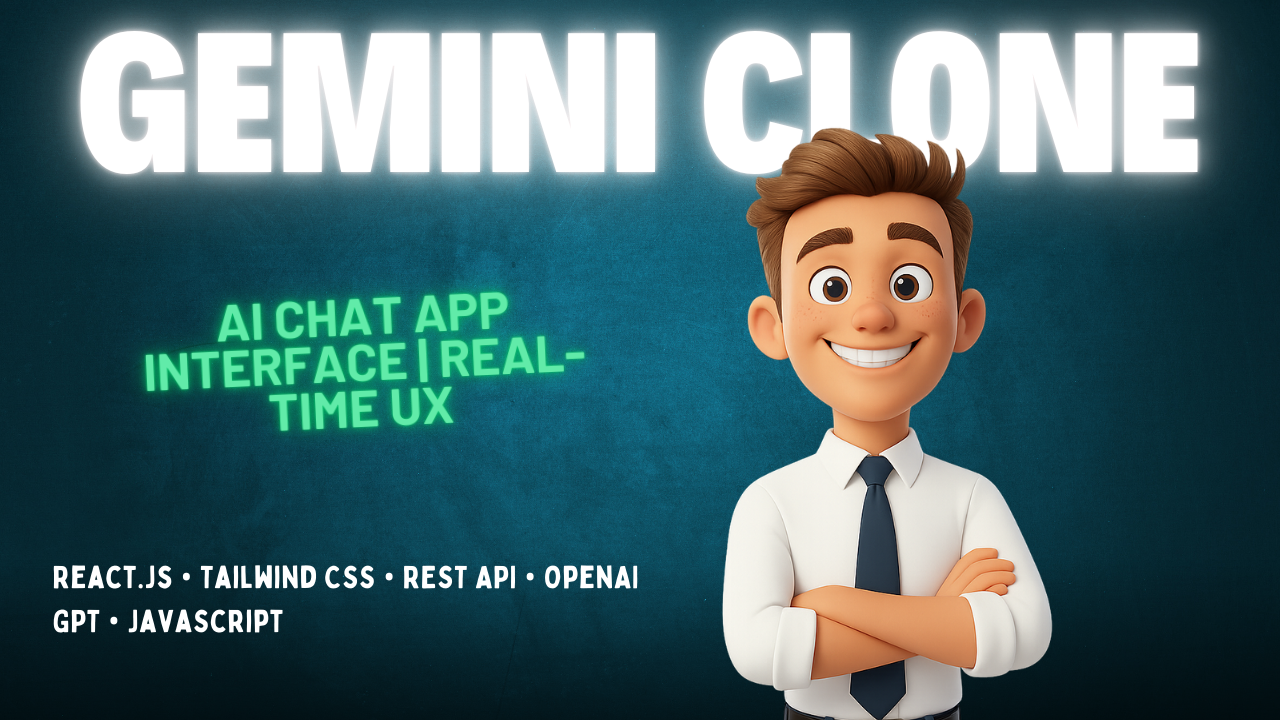 GEMINI CLONE
AI CHAT APP
INTERFACE | REAL-
TIME UX
REACT.JS • TAILWIND CSS • REST API • OPENAI
GPT • JAVASCRIPT